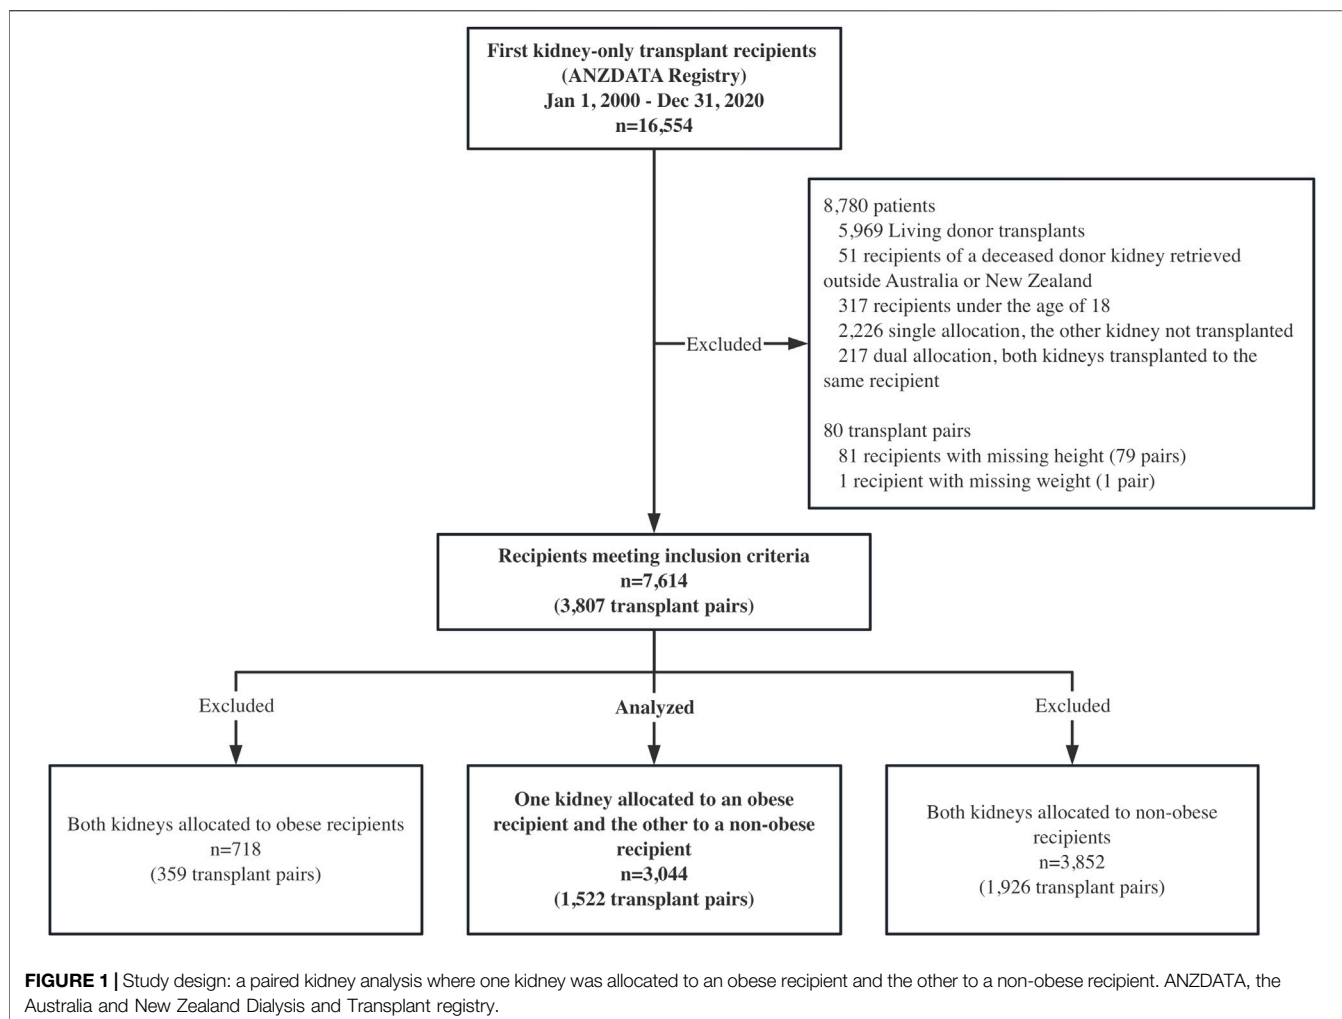 First kidney-only transplant recipients
(ANZDATA Registry)
Jan 1, 2000 - Dec 31, 2020
n=16,554
8,780 patients
5,969 Living donor transplants
51 recipients of a deceased donor kidney retrieved
outside Australia or New Zealand
317 recipients under the age of 18
2,226 single allocation, the other kidney not transplanted
217 dual allocation, both kidneys transplanted to the
same recipient
80 transplant pairs
81 recipients with missing height (79 pairs)
1 recipient with missing weight (1 pair)
Excluded
Recipients meeting inclusion criteria
n=7,614
(3,807 transplant pairs)
Excluded
Analyzed
Excluded
Both kidneys allocated to obese recipients
n=718
(359 transplant pairs)
One kidney allocated to an obese
recipient and the other to a non-obese
recipient
n=3,044
(1,522 transplant pairs)
Both kidneys allocated to non-obese
recipients
n=3,852
(1,926 transplant pairs)
FIGURE 1 | Study design: a paired kidney analysis where one kidney was allocated to an obese recipient and the other to a non-obese recipient. ANZDATA, the
Australia and New Zealand Dialysis and Transplant registry.